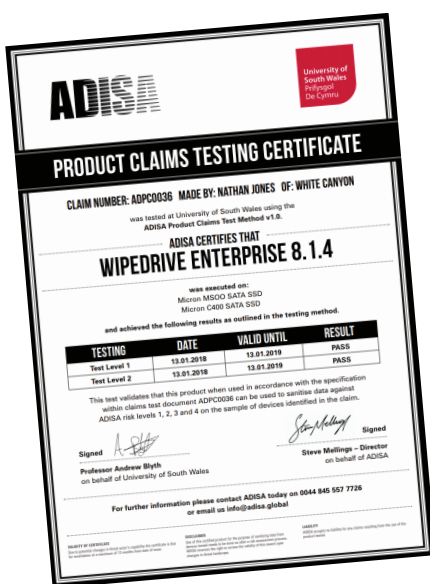 ADISA
University of
South Wales
Prifysgol
De Cymru
PRODUCT CLAIMS TESTING CERTIFICATE
CLAIM NUMBER: ADPC0036 MADE BY: NATHAN JONES OF: WHITE CANYON
was tested at University of South Wales using the
ADISA Product Claims Test Method v1.0.
ADISA CERTIFIES THAT
WIPEDRIVE ENTERPRISE 8.1.4
was executed on:
Micron M5OO SATA SSD
Micron C400 SATA SSD
and achieved the following results as outlined in the testing method.
TESTING DATE VALID UNTIL RESULT
Test Level 1 13.01.2018 13.01.2019 PASS
Test Level 2 13.01.2018 13.01.2019 PASS
This test validates that this product when used in accordance with the specification
within claims test document ADPC0036 can be used to sanitise data against
ADISA risk levels 1, 2, 3 and 4 on the sample of devices identified in the claim.
Signed
Professor Andrew Blyth
on behalf of University of South Wales
Signed
Steve Mellings – Director
on behalf of ADISA
For further information please contact ADISA today on 0044 845 557 7726
or email us info@adisa.global
VALIDITY OF CERTIFICATE
DISCLAIMER
LIABILITY